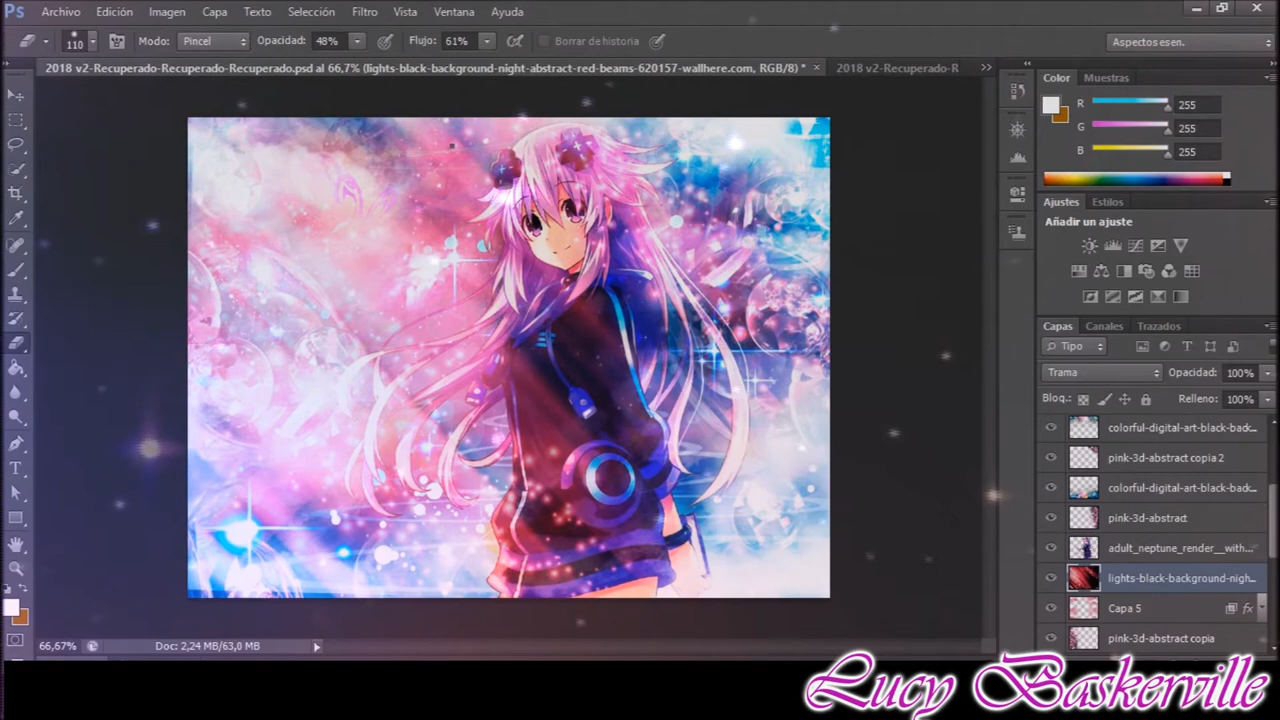 Ps Archivo Edición Imagen Capa Texto Selección Filtro Vista Ventana Ayuda
110 Modo: Pincel Opacidad: 48% Flujo: 61% Borrar de historia Aspectos esen.
2018 v2-Recuperado-Recuperado-Recuperado.psd al 66,7% (lights-black-background-night-abstract-red-beams-620157-wallhere.com, RGB/8) * × 2018 v2-Recuperado-R
Color Muestras
R 255
G 255
B 255
Ajustes Estilos
Añadir un ajuste
Capas Canales Trazados
Tipo
Trama Opacidad: 100%
Bloq.: Relleno: 100%
colorful-digital-art-black-back...
pink-3d-abstract copia 2
colorful-digital-art-black-back...
pink-3d-abstract
adult_neptune_render__with...
lights-black-background-nigh...
Capa 5 fx
pink-3d-abstract copia
66,67% Doc: 2,24 MB/63,0 MB
Lucy Baskerville